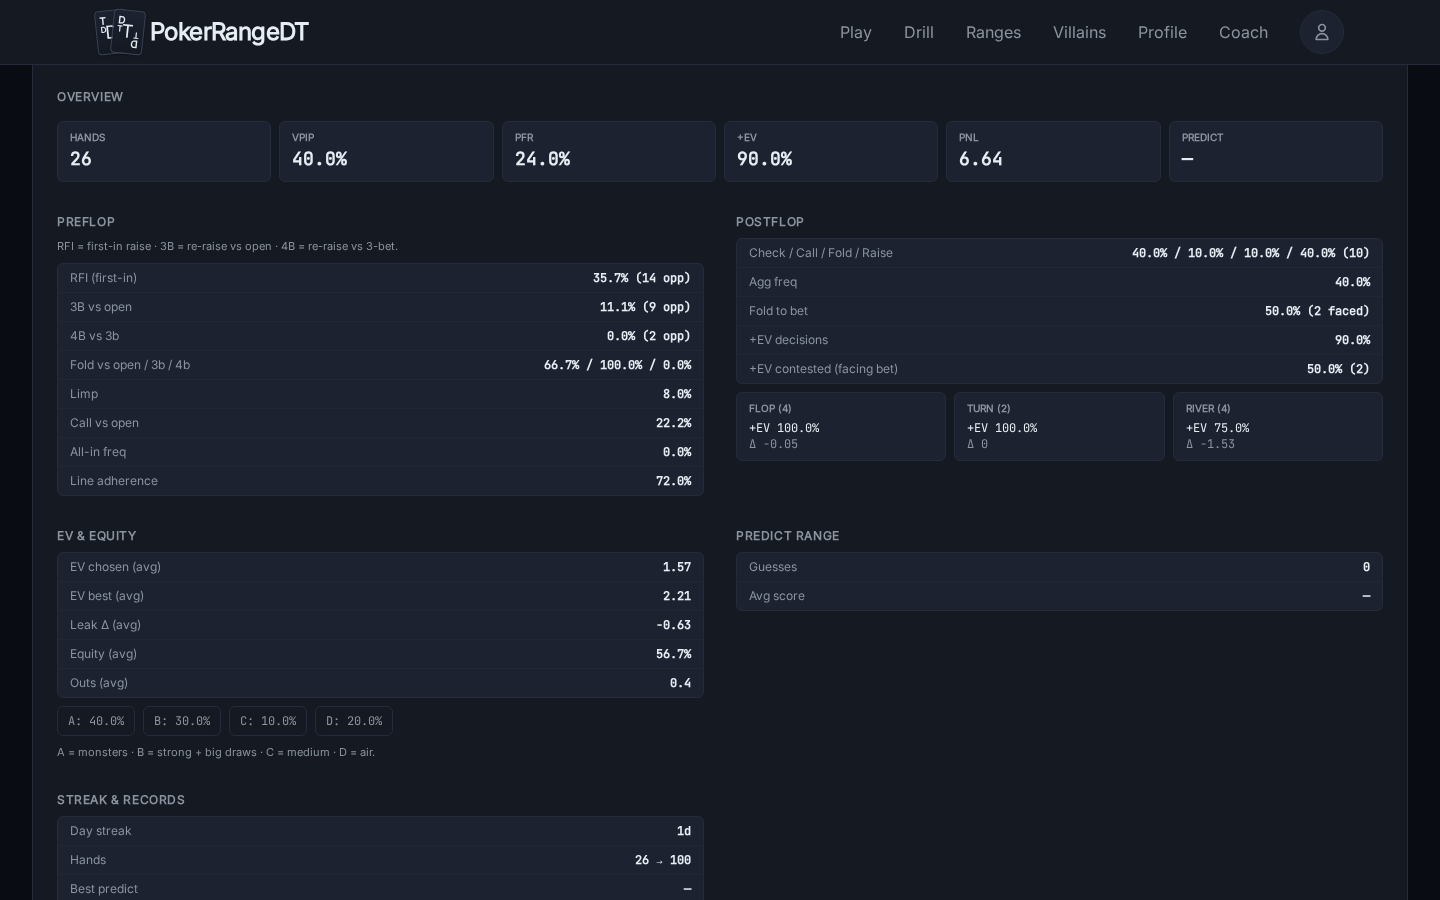 PokerRangeDT
Play
Drill
Ranges
Villains
Profile
Coach
OVERVIEW
HANDS
26
VPIP
40.0%
PFR
24.0%
+EV
90.0%
PNL
6.64
PREDICT
—
PREFLOP
RFI = first-in raise · 3B = re-raise vs open · 4B = re-raise vs 3-bet.
RFI (first-in) 35.7% (14 opp)
3B vs open 11.1% (9 opp)
4B vs 3b 0.0% (2 opp)
Fold vs open / 3b / 4b 66.7% / 100.0% / 0.0%
Limp 8.0%
Call vs open 22.2%
All-in freq 0.0%
Line adherence 72.0%
POSTFLOP
Check / Call / Fold / Raise 40.0% / 10.0% / 10.0% / 40.0% (10)
Agg freq 40.0%
Fold to bet 50.0% (2 faced)
+EV decisions 90.0%
+EV contested (facing bet) 50.0% (2)
FLOP (4)
+EV 100.0%
Δ -0.05
TURN (2)
+EV 100.0%
Δ 0
RIVER (4)
+EV 75.0%
Δ -1.53
EV & EQUITY
EV chosen (avg) 1.57
EV best (avg) 2.21
Leak Δ (avg) -0.63
Equity (avg) 56.7%
Outs (avg) 0.4
A: 40.0%
B: 30.0%
C: 10.0%
D: 20.0%
A = monsters · B = strong + big draws · C = medium · D = air.
PREDICT RANGE
Guesses 0
Avg score —
STREAK & RECORDS
Day streak 1d
Hands 26 → 100
Best predict —